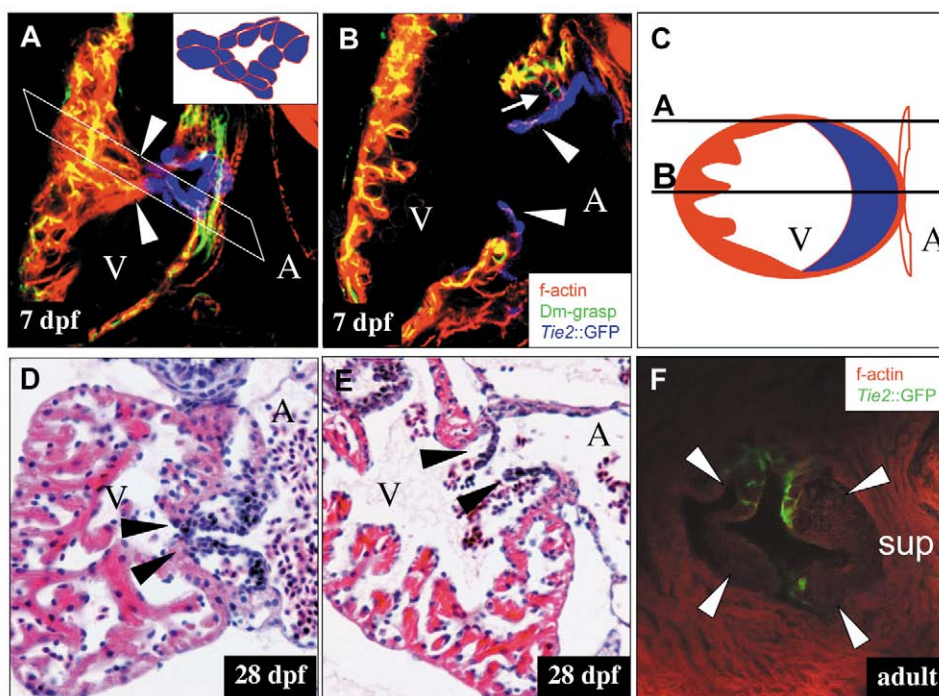 A
V
A
7 dpf
B
V
A
7 dpf
f-actin
Dm-grasp
Tie2::GFP
C
A
B
V
A
D
A
V
28 dpf
E
A
V
28 dpf
F
f-actin
Tie2::GFP
sup
adult